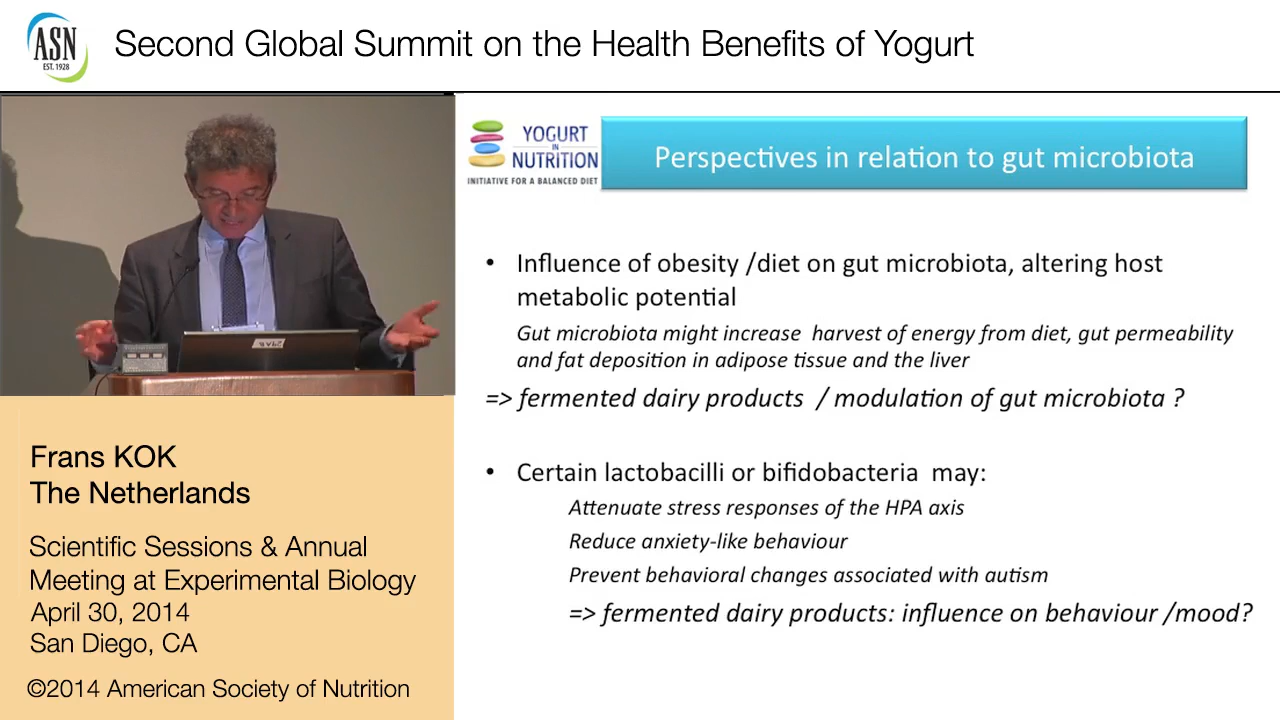 ASN
EST. 1928
Second Global Summit on the Health Benefits of Yogurt
YOGURT
IN
NUTRITION
INITIATIVE FOR A BALANCED DIET
Perspectives in relation to gut microbiota
• Influence of obesity /diet on gut microbiota, altering host
metabolic potential
Gut microbiota might increase harvest of energy from diet, gut permeability
and fat deposition in adipose tissue and the liver
=> fermented dairy products / modulation of gut microbiota ?
• Certain lactobacilli or bifidobacteria may:
Attenuate stress responses of the HPA axis
Reduce anxiety-like behaviour
Prevent behavioral changes associated with autism
=> fermented dairy products: influence on behaviour /mood?
Frans KOK
The Netherlands
Scientific Sessions & Annual
Meeting at Experimental Biology
April 30, 2014
San Diego, CA
©2014 American Society of Nutrition